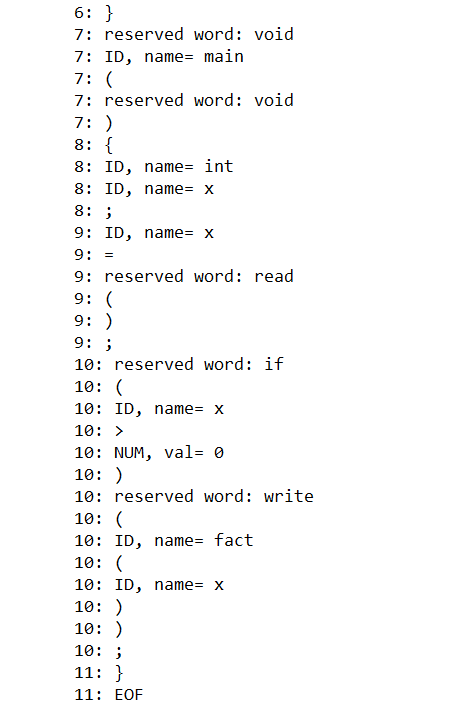 6: }
7: reserved word: void
7: ID, name= main
7: (
7: reserved word: void
7: )
8: {
8: ID, name= int
8: ID, name= x
8: ;
9: ID, name= x
9: =
9: reserved word: read
9: (
9: )
9: ;
10: reserved word: if
10: (
10: ID, name= x
10: >
10: NUM, val= 0
10: )
10: reserved word: write
10: (
10: ID, name= fact
10: (
10: ID, name= x
10: )
10: )
10: ;
11: }
11: EOF